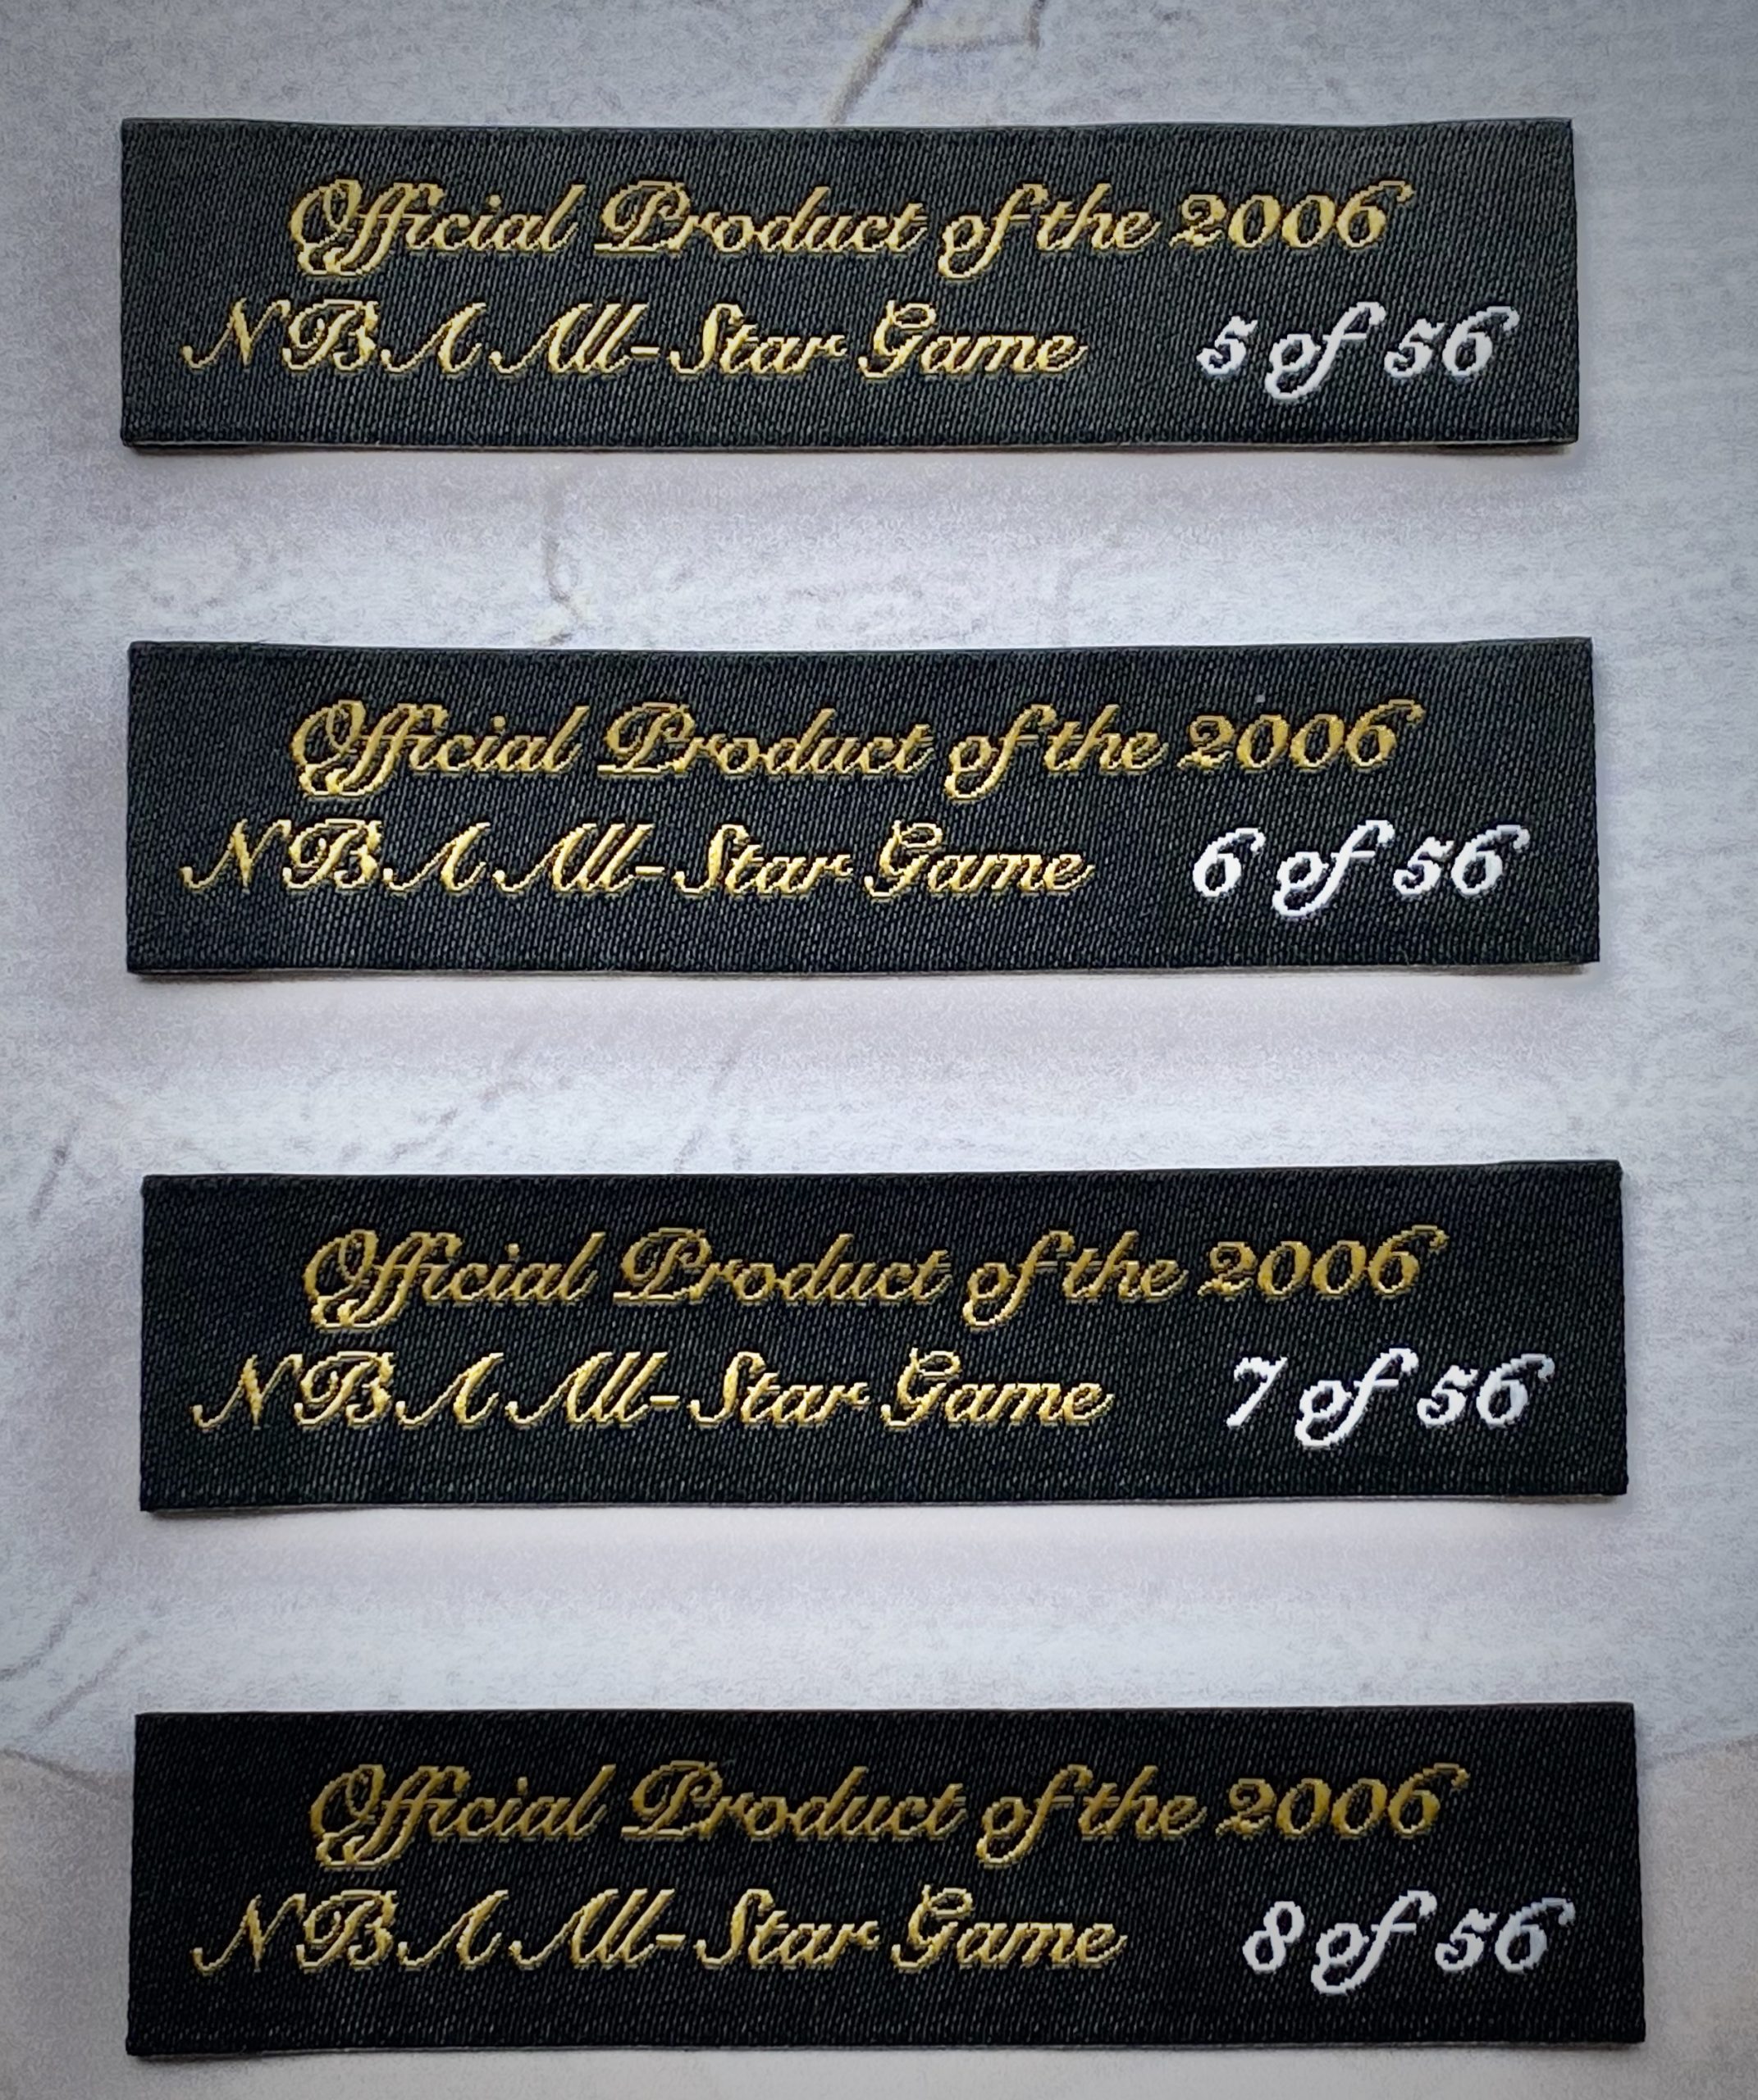 Official Product of the 2006
NBA All-Star Game 5 of 56
Official Product of the 2006
NBA All-Star Game 6 of 56
Official Product of the 2006
NBA All-Star Game 7 of 56
Official Product of the 2006
NBA All-Star Game 8 of 56